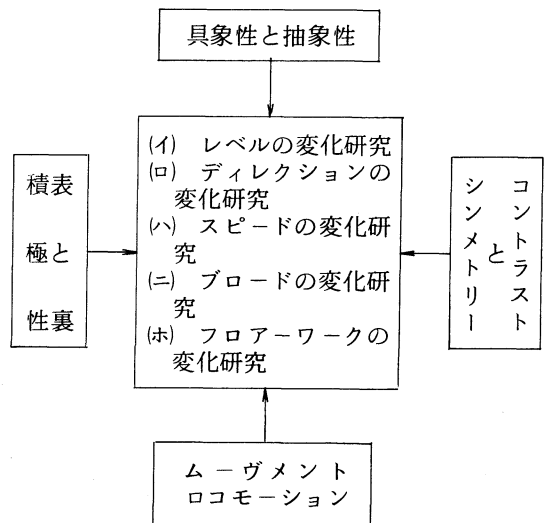 具象性と抽象性
(イ) レベルの変化研究
(ロ) ディレクションの
変化研究
(ハ) スピードの変化研
究
(ニ) ブロードの変化研
究
(ホ) フロアーワークの
変化研究
表と裏
積極性
コントラスト
と
シンメトリー
ムーヴメント
ロコモーション